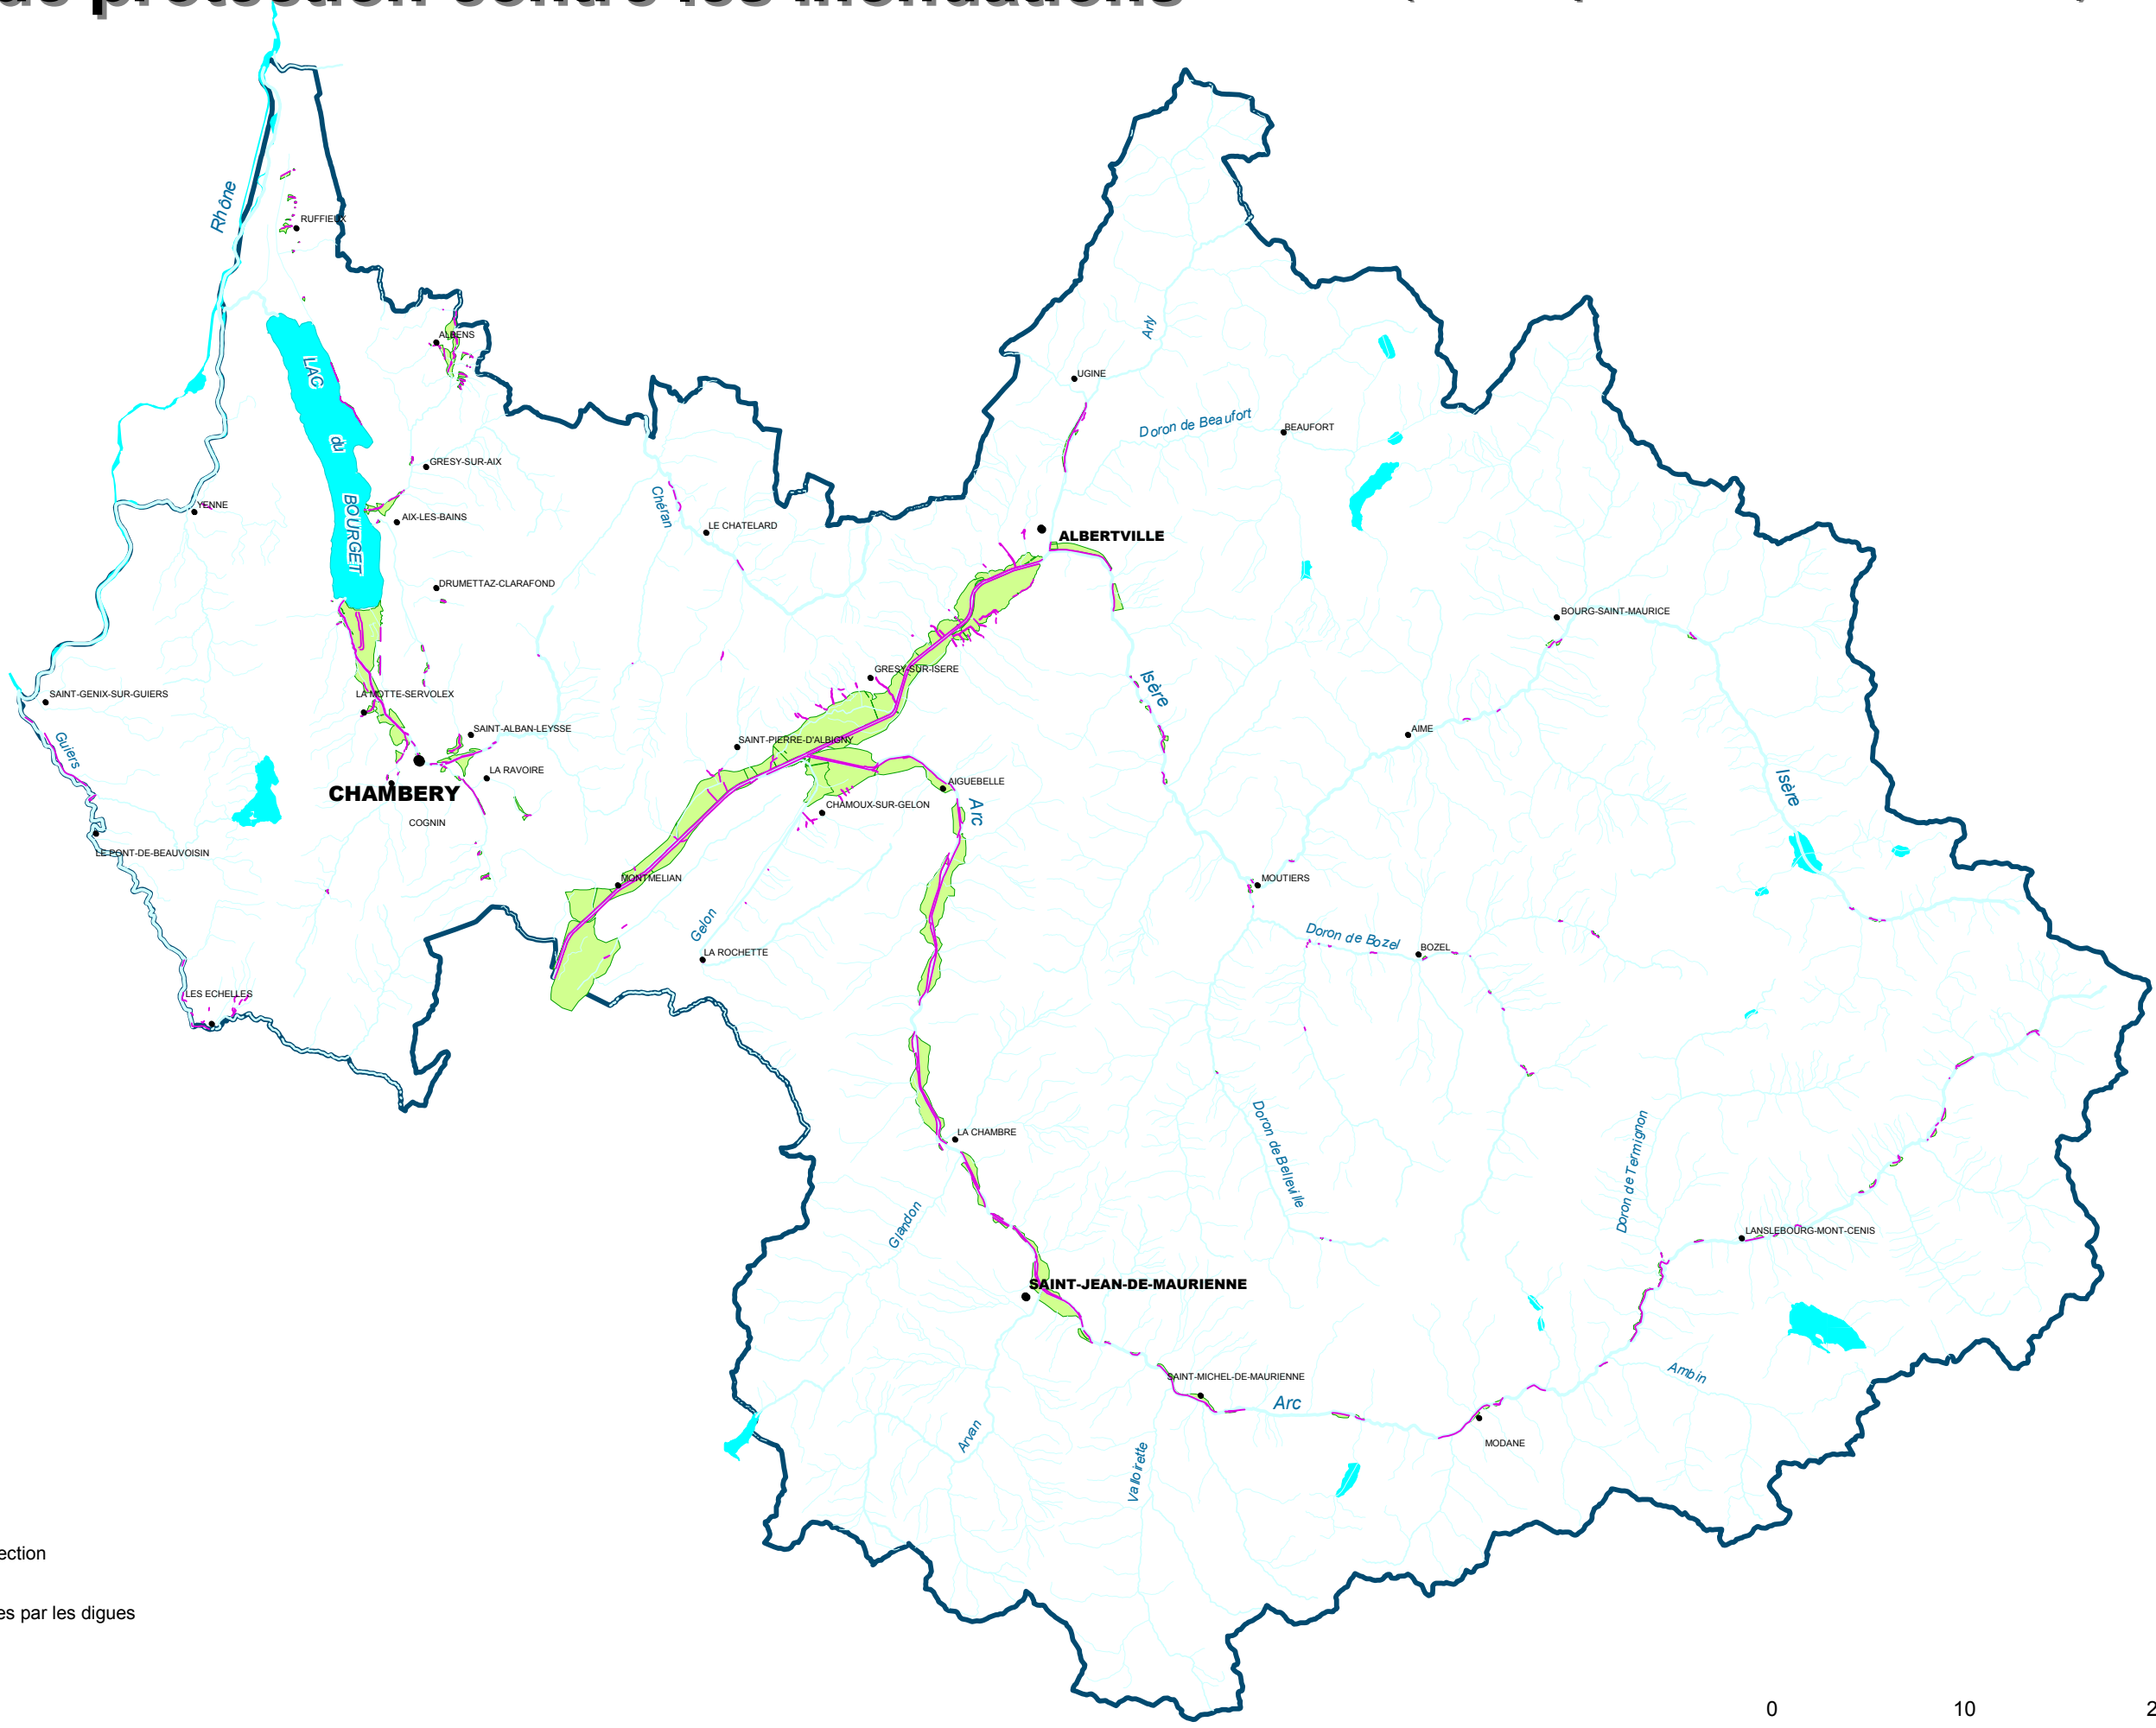 protection contre les inondations
Rhône
RUFFIEUX
ALBENS
LAC
du
BOURGET
UGINE
Arly
Doron de Beaufort
BEAUFORT
GRESY-SUR-AIX
YENNE
AIX-LES-BAINS
Chéran
LE CHATELARD
ALBERTVILLE
DRUMETTAZ-CLARAFOND
BOURG-SAINT-MAURICE
GRESY-SUR-ISERE
Isère
SAINT-GENIX-SUR-GUIERS
LA MOTTE-SERVOLEX
Guiers
SAINT-ALBAN-LEYSSE
SAINT-PIERRE-D'ALBIGNY
AIME
LA RAVOIRE
AIGUEBELLE
Isère
CHAMBERY
CHAMOUX-SUR-GELON
Arc
COGNIN
LE PONT-DE-BEAUVOISIN
MONTMELIAN
MOUTIERS
Gelon
Doron de Bozel
BOZEL
LA ROCHETTE
LES ECHELLES
LA CHAMBRE
Doron de Belleville
Doron de Termignon
Glandon
LANSLEBOURG-MONT-CENIS
SAINT-JEAN-DE-MAURIENNE
SAINT-MICHEL-DE-MAURIENNE
Ambin
Arc
Arvan
MODANE
Valloirette
ection
es par les digues
0 10 2